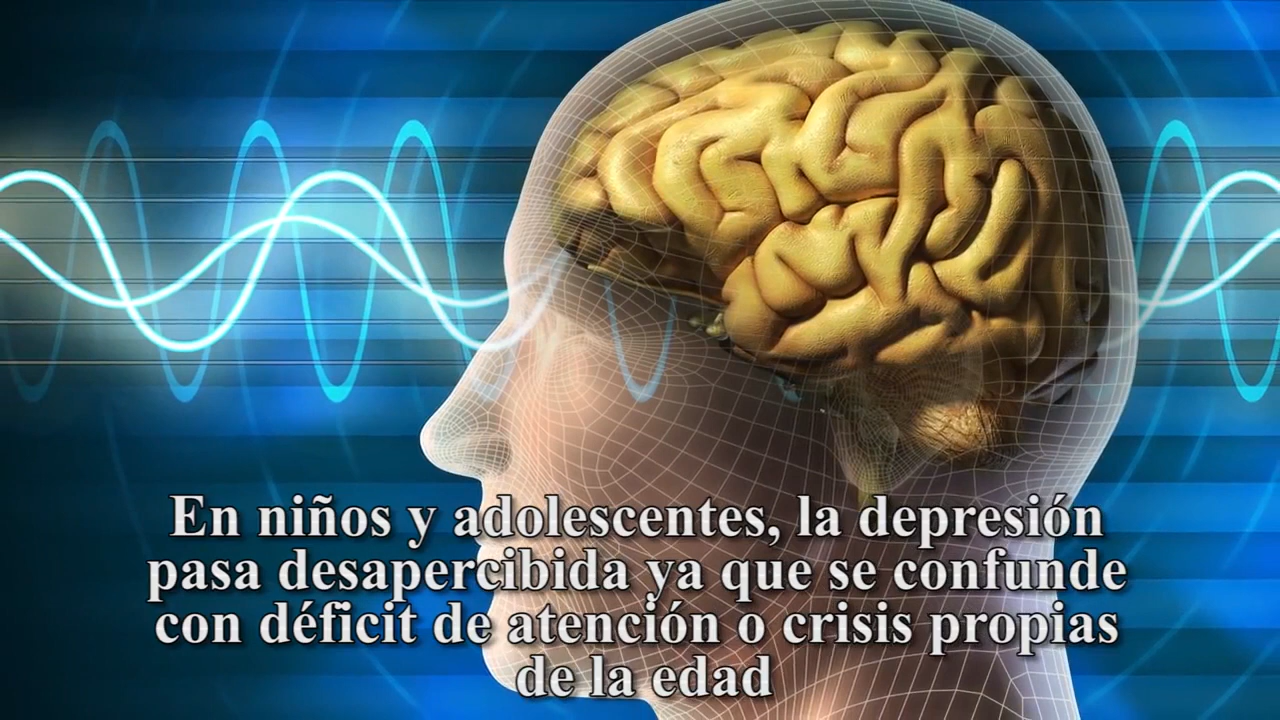 En niños y adolescentes, la depresión
pasa desapercibida ya que se confunde
con déficit de atención o crisis propias
de la edad